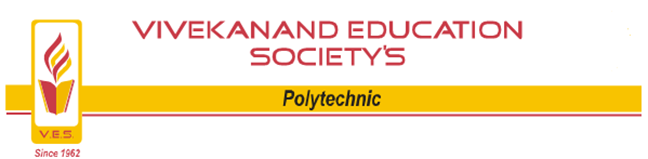 VIVEKANAND EDUCATION
SOCIETY'S
Polytechnic
V.E.S.
Since 1962